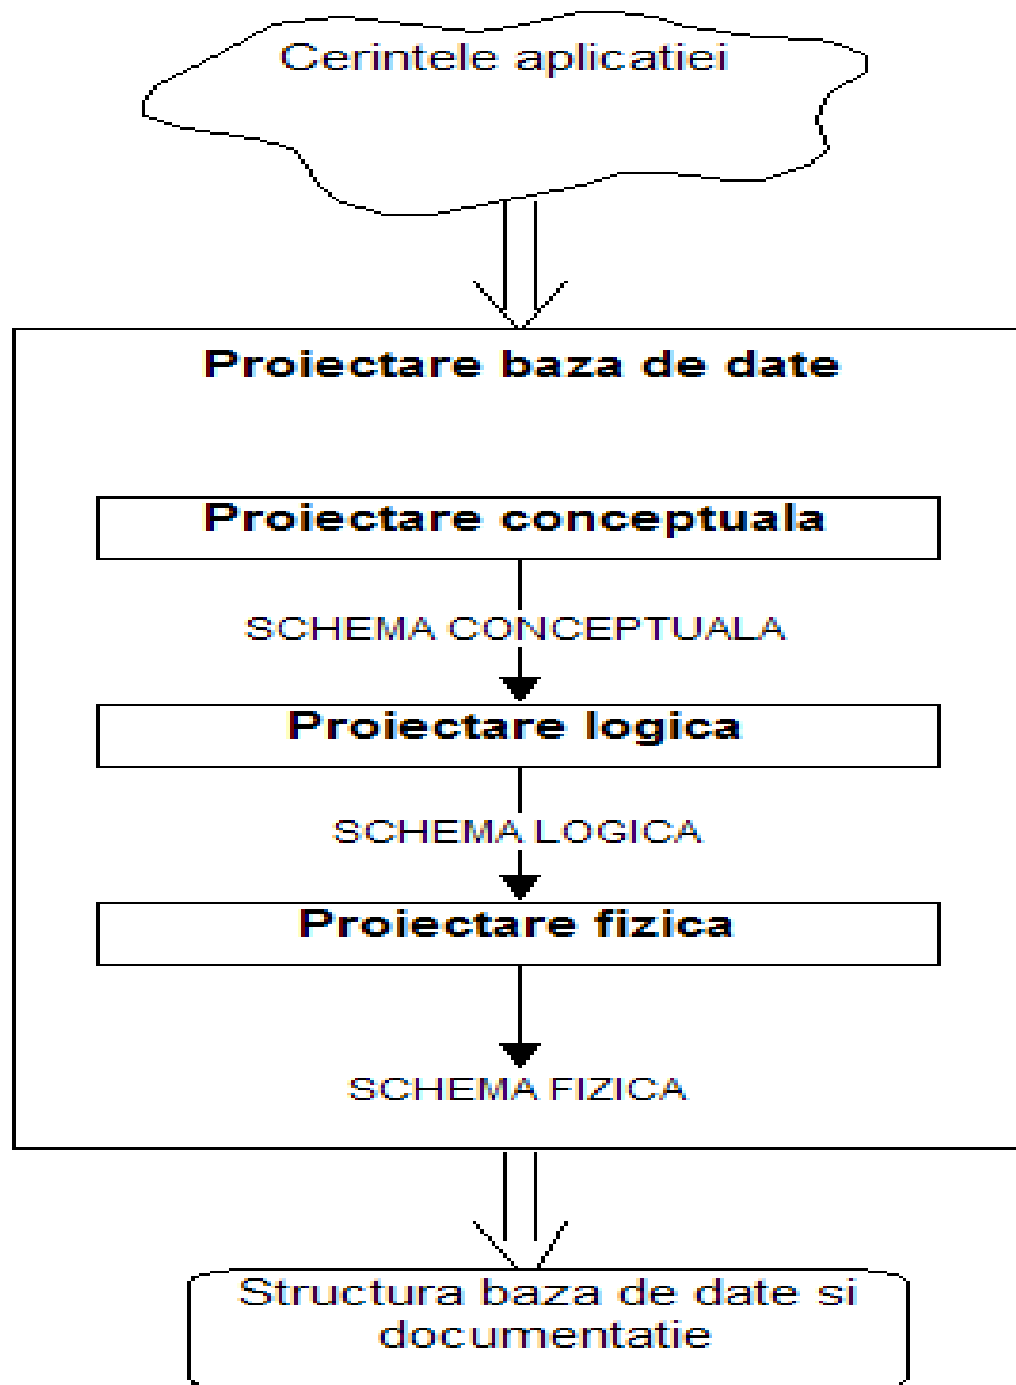 Cerintele aplicatiei
Proiectare baza de date
Proiectare conceptuala
SCHEMA CONCEPTUALA
Proiectare logica
SCHEMA LOGICA
Proiectare fizica
SCHEMA FIZICA
Structura baza de date si
documentatie